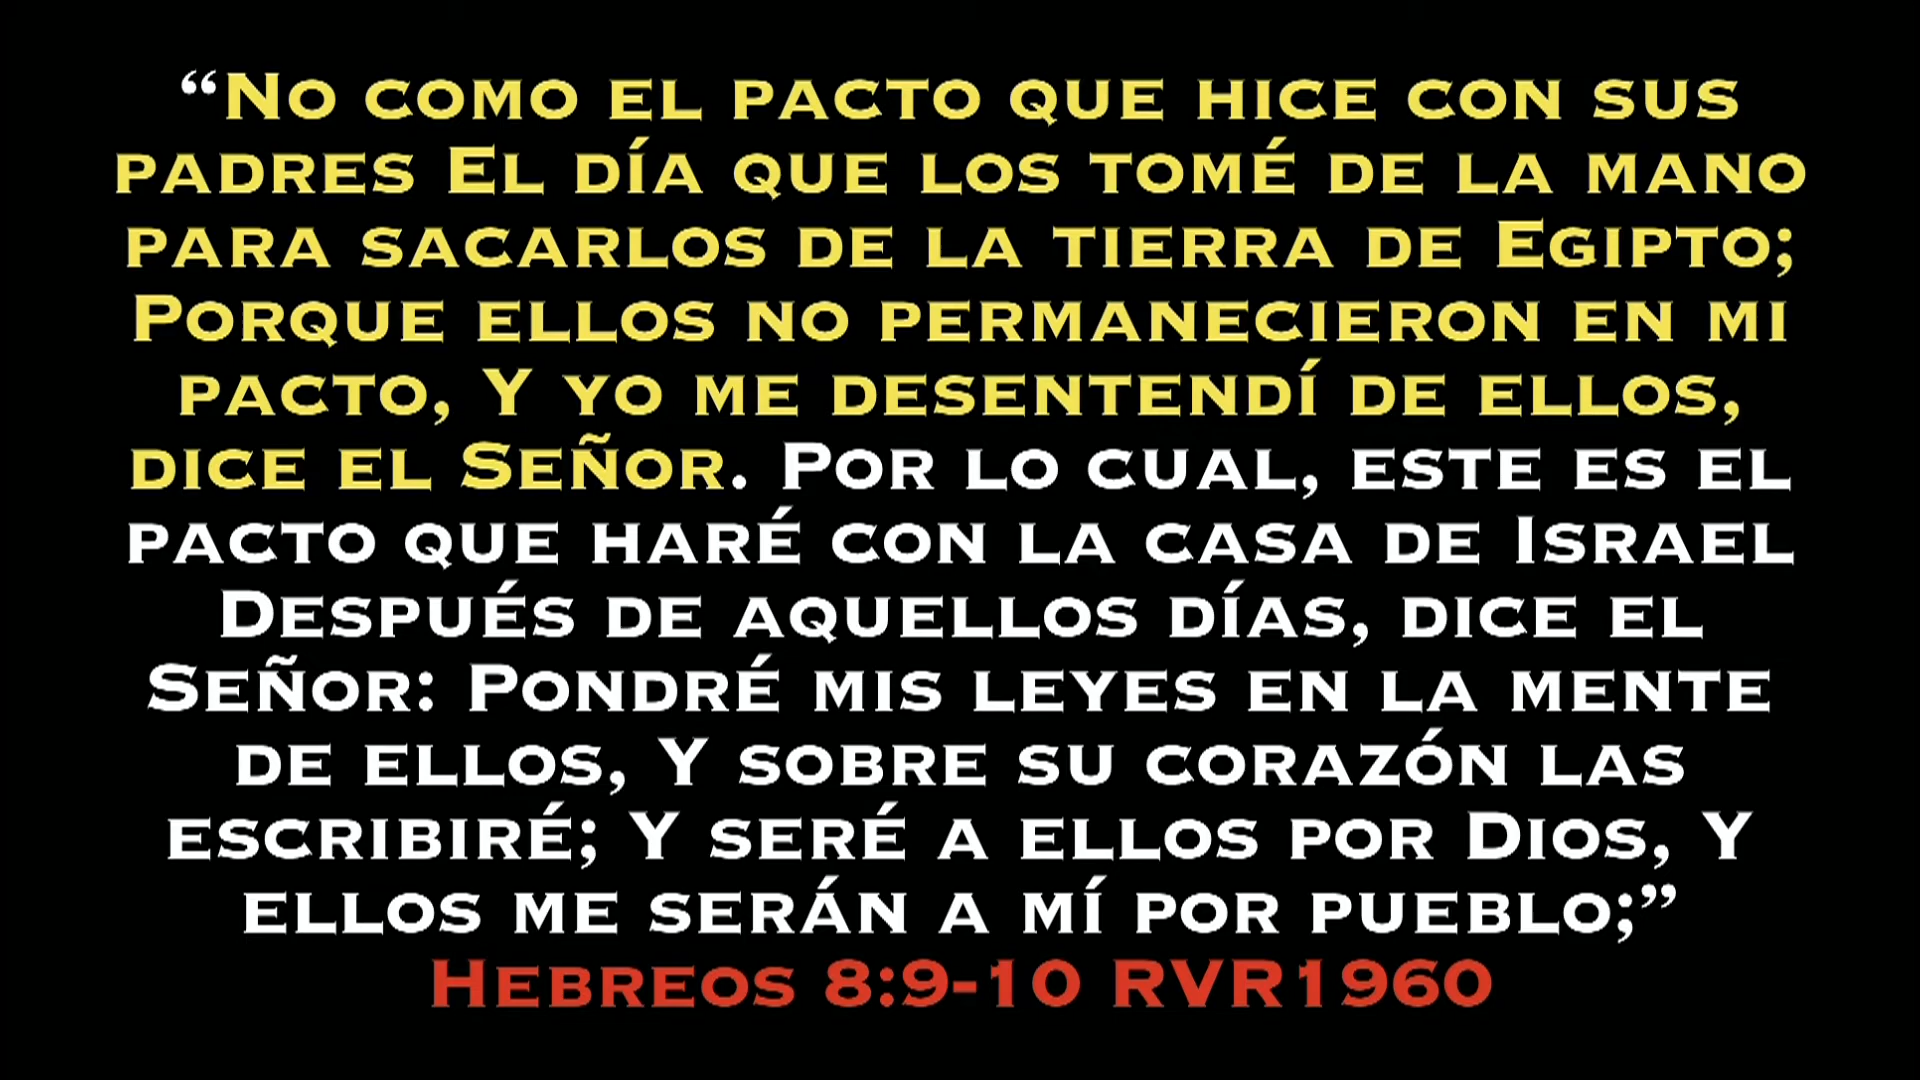 “No como el pacto que hice con sus
padres El día que los tomé de la mano
para sacarlos de la tierra de Egipto;
Porque ellos no permanecieron en mi
pacto, Y yo me desentendí de ellos,
dice el Señor. Por lo cual, este es el
pacto que haré con la casa de Israel
Después de aquellos días, dice el
Señor: Pondré mis leyes en la mente
de ellos, Y sobre su corazón las
escribiré; Y seré a ellos por Dios, Y
ellos me serán a mí por pueblo;”
Hebreos 8:9-10 RVR1960